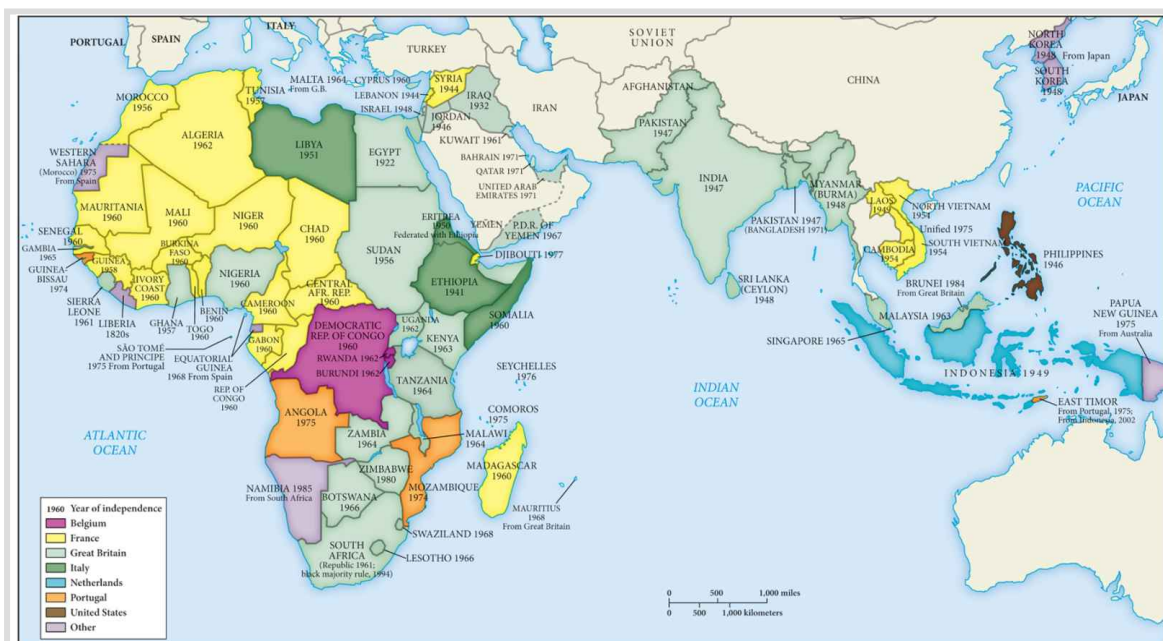 PORTUGAL
SPAIN
ITALY
TURKEY
SOVIET
UNION
CHINA
NORTH
KOREA
1948
From Japan
SOUTH
KOREA
1948
JAPAN
MALTA 1964
From G.B.
CYPRUS 1960
LEBANON 1944
ISRAEL 1948
SYRIA
1944
IRAQ
1932
JORDAN
1946
IRAN
AFGHANISTAN
KUWAIT 1961
BAHRAIN 1971
QATAR 1971
UNITED ARAB
EMIRATES 1971
YEMEN
P.D.R. OF
YEMEN 1967
PAKISTAN
1947
INDIA
1947
PAKISTAN 1947
(BANGLADESH 1971)
MYANMAR
(BURMA)
1948
LAOS
1949
NORTH VIETNAM
1954
Unified 1975
SOUTH VIETNAM
1954
CAMBODIA
1954
PHILIPPINES
1946
PACIFIC
OCEAN
SRI LANKA
(CEYLON)
1948
BRUNEI 1984
From Great Britain
MALAYSIA 1963
SINGAPORE 1965
INDONESIA 1949
PAPUA
NEW GUINEA
1975
From Australia
EAST TIMOR
From Portugal, 1975;
From Indonesia, 2002
INDIAN
OCEAN
MOROCCO
1956
TUNISIA
1957
ALGERIA
1962
LIBYA
1951
EGYPT
1922
WESTERN
SAHARA
(Morocco) 1975
From Spain
MAURITANIA
1960
MALI
1960
NIGER
1960
CHAD
1960
SUDAN
1956
ERITREA
1950
Federated with Ethiopia
DJIBOUTI 1977
ETHIOPIA
1941
SOMALIA
1960
SENEGAL
1960
GAMBIA
1965
GUINEA
BISSAU
1974
GUINEA
1958
SIERRA
LEONE
1961
LIBERIA
1820s
IVORY
COAST
1960
BURKINA
FASO
1960
GHANA
1957
TOGO
1960
BENIN
1960
NIGERIA
1960
CAMEROON
1960
CENTRAL
AFR. REP.
1960
SÃO TOMÉ
AND PRINCIPE
1975 From Portugal
EQUATORIAL
GUINEA
1968 From Spain
GABON
1960
REP. OF
CONGO
1960
DEMOCRATIC
REP. OF CONGO
1960
RWANDA 1962
BURUNDI 1962
UGANDA
1962
KENYA
1963
TANZANIA
1964
SEYCHELLES
1976
COMOROS
1975
ANGOLA
1975
ZAMBIA
1964
MALAWI
1964
ZIMBABWE
1980
MOZAMBIQUE
1974
MADAGASCAR
1960
MAURITIUS
1968
From Great Britain
NAMIBIA 1985
From South Africa
BOTSWANA
1966
SWAZILAND 1968
LESOTHO 1966
SOUTH
AFRICA
(Republic 1961;
black majority rule, 1994)
ATLANTIC
OCEAN
1960 Year of independence
Belgium
France
Great Britain
Italy
Netherlands
Portugal
United States
Other
0 500 1,000 miles
0 500 1,000 kilometers